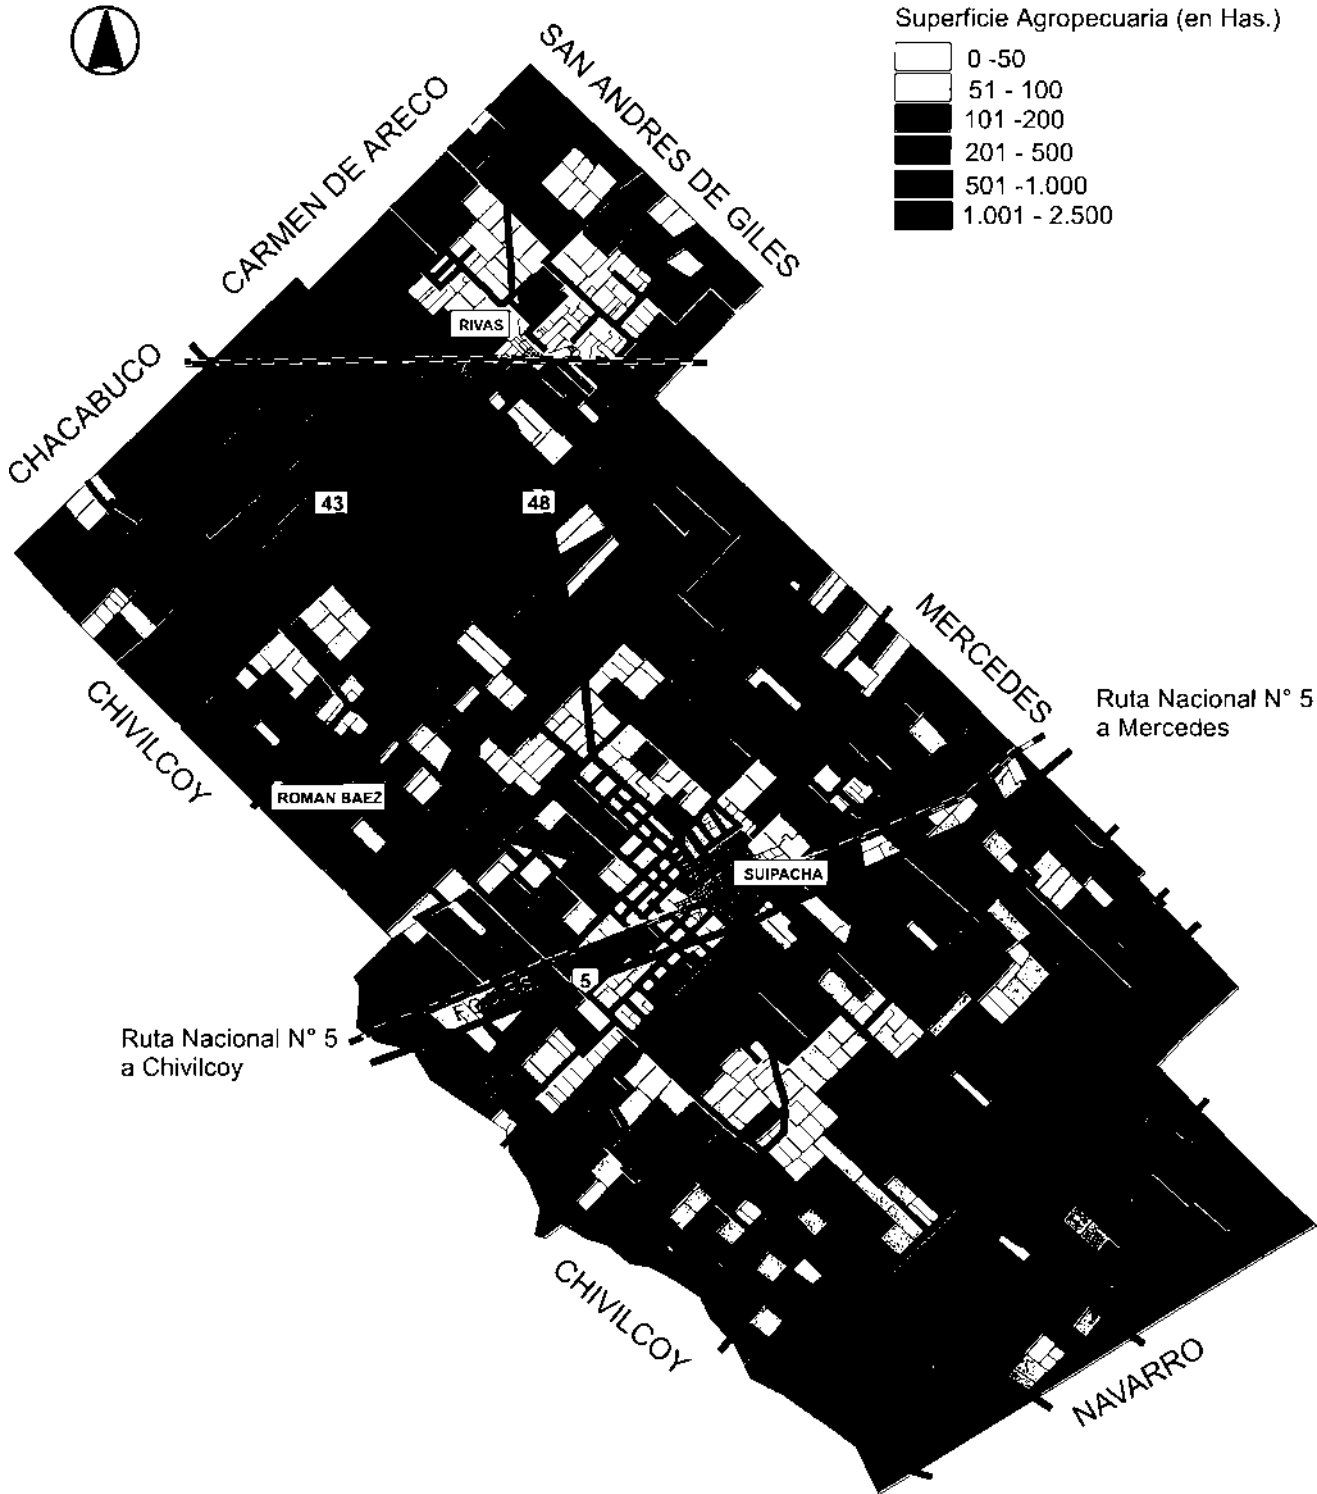 Superficie Agropecuaria (en Has.)
0 -50
51 - 100
101 -200
201 - 500
501 -1.000
1.001 - 2.500
SAN ANDRES DE GILES
CARMEN DE ARECO
RIVAS
CHACABUCO
43
48
MERCEDES
Ruta Nacional N° 5
a Mercedes
CHIVILCOY
ROMAN BAEZ
SUIPACHA
5
Ruta Nacional N° 5
a Chivilcoy
CHIVILCOY
NAVARRO